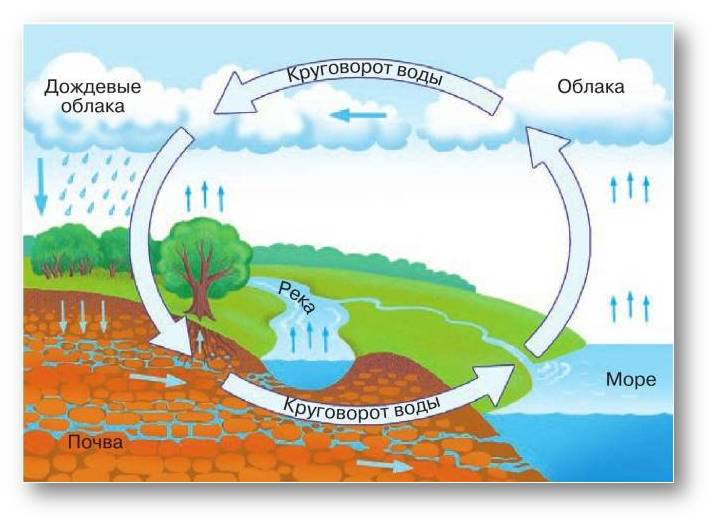 Круговорот воды
Дождевые
облака
Облака
Река
Море
Круговорот воды
Почва